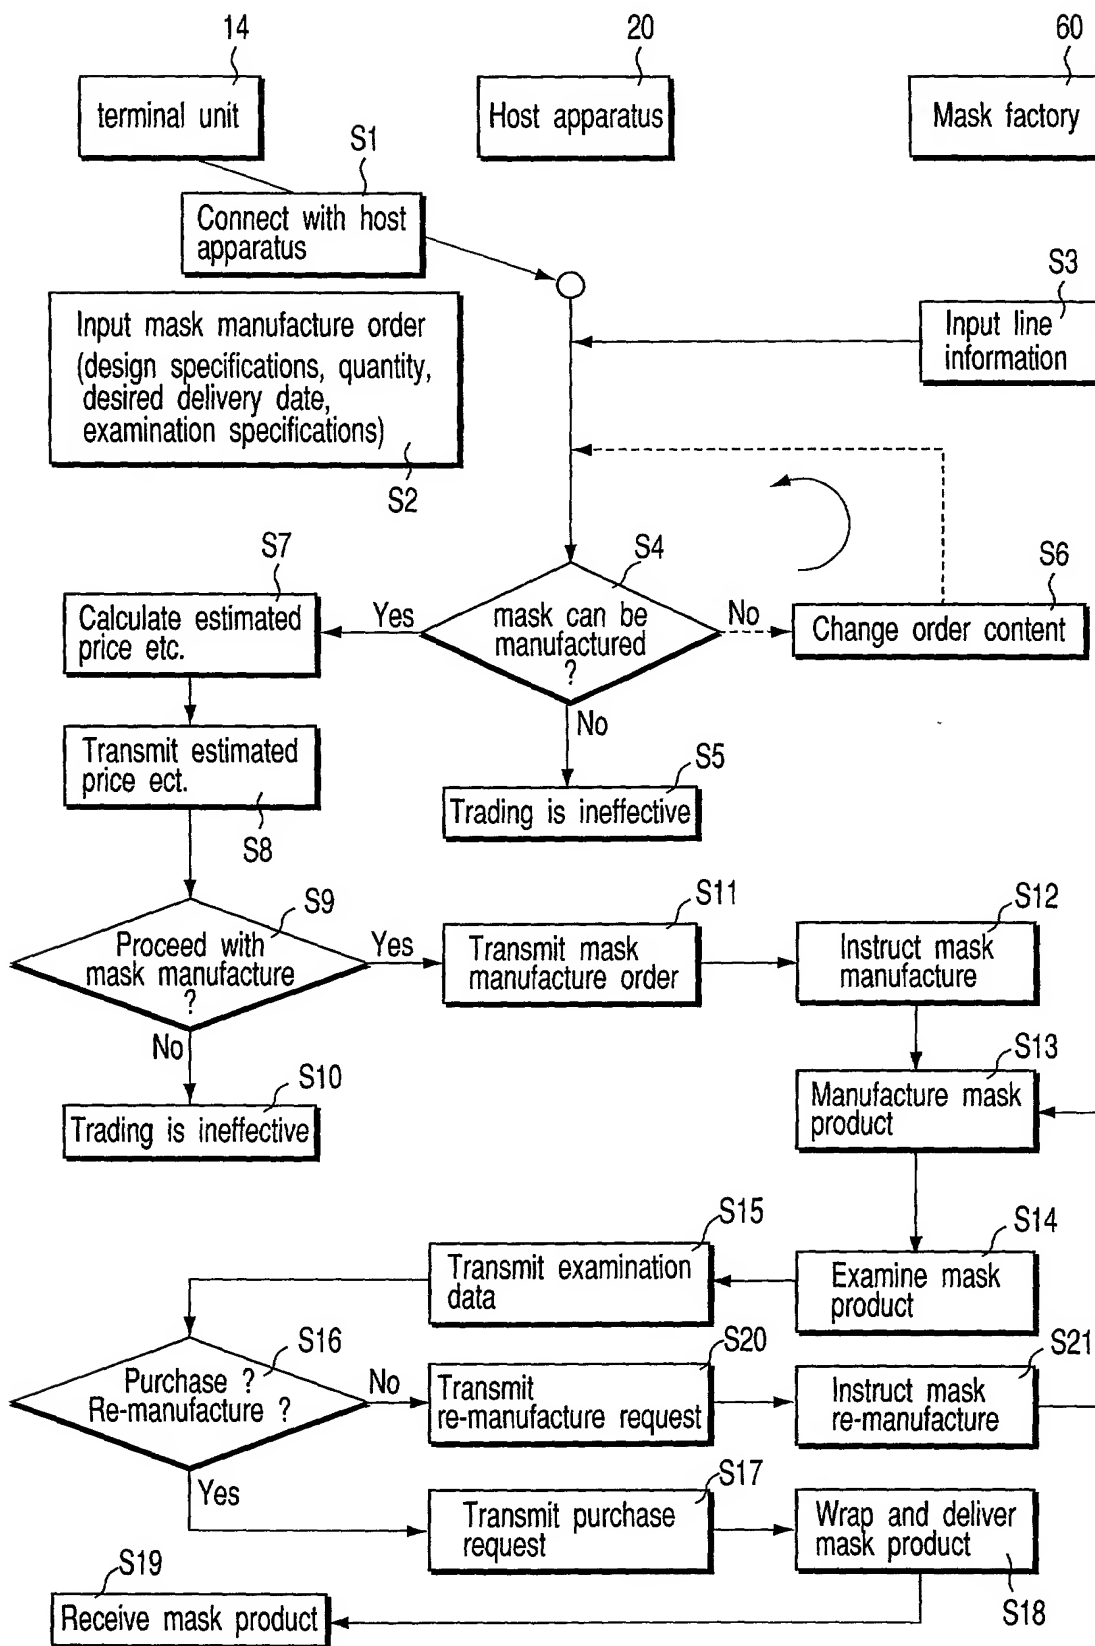 14
20
60
terminal unit
Host apparatus
Mask factory
S1
Connect with host
apparatus
S3
Input line
information
Input mask manufacture order
(design specifications, quantity,
desired delivery date,
examination specifications)
S2
S4
mask can be
manufactured
?
Yes
No
No
S6
Change order content
S7
Calculate estimated
price etc.
S5
Trading is ineffective
Transmit estimated
price ect.
S8
S9
Proceed with
mask manufacture
?
Yes
No
S11
Transmit mask
manufacture order
S12
Instruct mask
manufacture
S10
Trading is ineffective
S13
Manufacture mask
product
S15
Transmit examination
data
S14
Examine mask
product
S16
Purchase ?
Re-manufacture ?
No
Yes
S20
Transmit
re-manufacture request
S21
Instruct mask
re-manufacture
S17
Transmit purchase
request
Wrap and deliver
mask product
S18
S19
Receive mask product